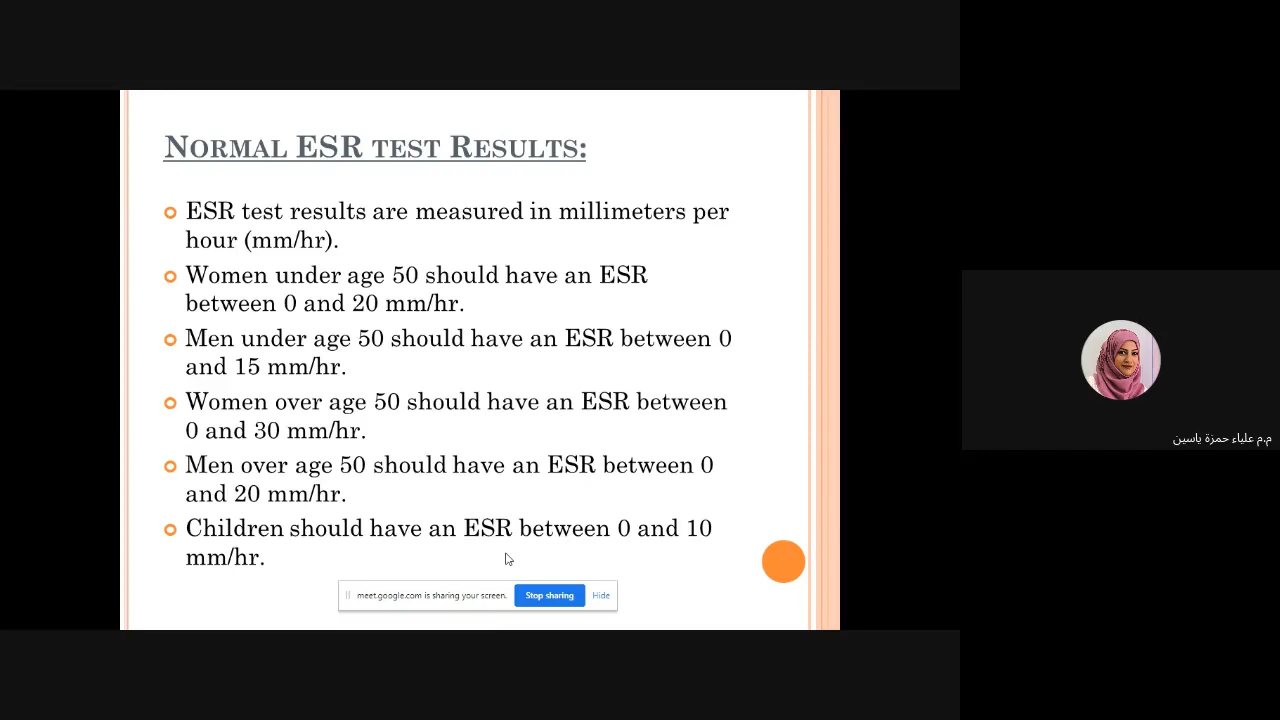 NORMAL ESR TEST RESULTS:
ESR test results are measured in millimeters per
hour (mm/hr).
Women under age 50 should have an ESR
between 0 and 20 mm/hr.
Men under age 50 should have an ESR between 0
and 15 mm/hr.
Women over age 50 should have an ESR between
0 and 30 mm/hr.
Men over age 50 should have an ESR between 0
and 20 mm/hr.
Children should have an ESR between 0 and 10
mm/hr.
meet.google.com is sharing your screen. Stop sharing Hide
م.م علياء حمزة ياسين